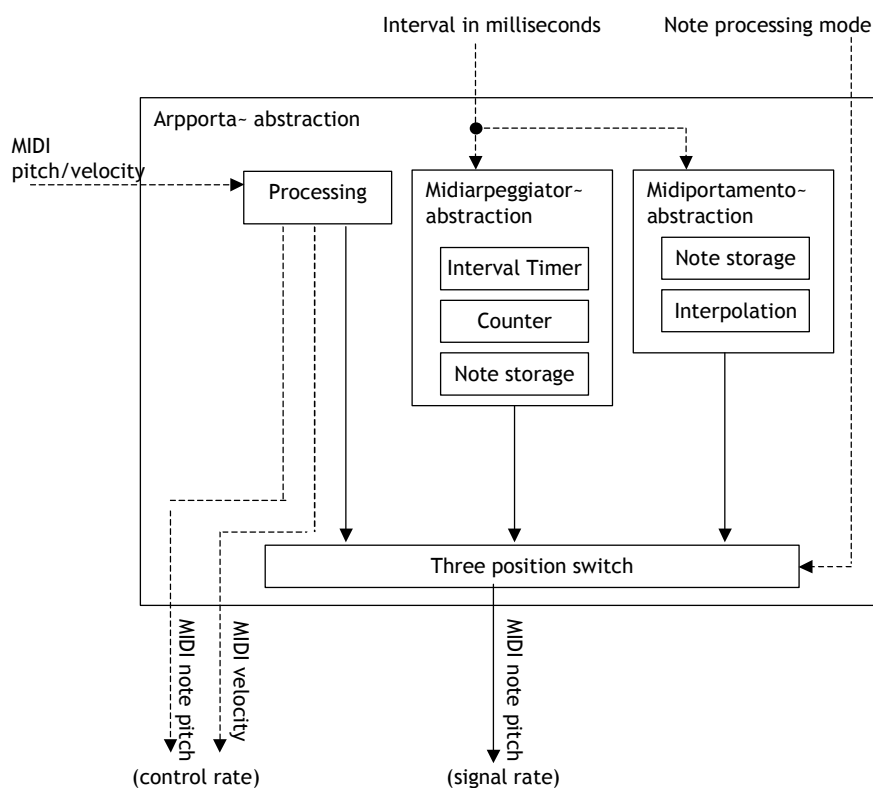 Interval in milliseconds
Note processing mode
Arpporta~ abstraction
MIDI
pitch/velocity
Processing
Midiarpeggiator~
abstraction
Interval Timer
Counter
Note storage
Midiportamento~
abstraction
Note storage
Interpolation
Three position switch
MIDI note pitch
MIDI velocity
MIDI note pitch
(control rate)
(signal rate)